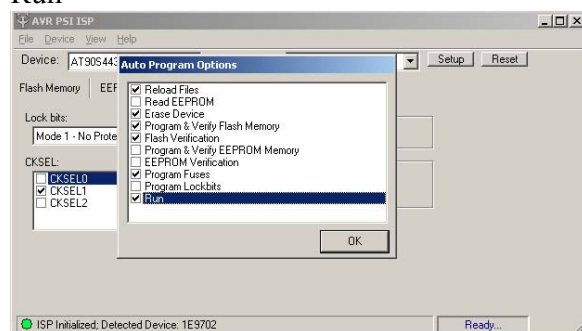 Run
AVR PSI ISP
File Device View Help
Device: AT90S443 Setup Reset
Auto Program Options
Flash Memory EEF
Reload Files
Read EEPROM
Erase Device
Program & Verify Flash Memory
Flash Verification
Program & Verify EEPROM Memory
EEPROM Verification
Program Fuses
Program Lockbits
Run
Lock bits:
Mode 1 - No Prote
CKSEL:
CKSEL0
CKSEL1
CKSEL2
OK
ISP Initialized; Detected Device: 1E9702 Ready...